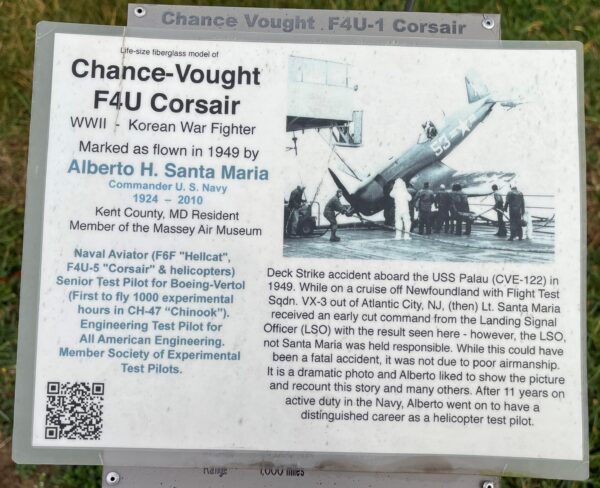 Chance Vought F4U-1 Corsair
Life-size fiberglass model of
Chance-Vought
F4U Corsair
WWII - Korean War Fighter
Marked as flown in 1949 by
Alberto H. Santa Maria
Commander U. S. Navy
1924 - 2010
Kent County, MD Resident
Member of the Massey Air Museum
Naval Aviator (F6F "Hellcat",
F4U-5 "Corsair" & helicopters)
Senior Test Pilot for Boeing-Vertol
(First to fly 1000 experimental
hours in CH-47 “Chinook”).
Engineering Test Pilot for
All American Engineering.
Member Society of Experimental
Test Pilots.
53
Deck Strike accident aboard the USS Palau (CVE-122) in
1949. While on a cruise off Newfoundland with Flight Test
Sqdn. VX-3 out of Atlantic City, NJ, (then) Lt. Santa Maria
received an early cut command from the Landing Signal
Officer (LSO) with the result seen here - however, the LSO,
not Santa Maria was held responsible. While this could have
been a fatal accident, it was not due to poor airmanship.
It is a dramatic photo and Alberto liked to show the picture
and recount this story and many others. After 11 years on
active duty in the Navy, Alberto went on to have a
distinguished career as a helicopter test pilot.
Range 1,000 miles